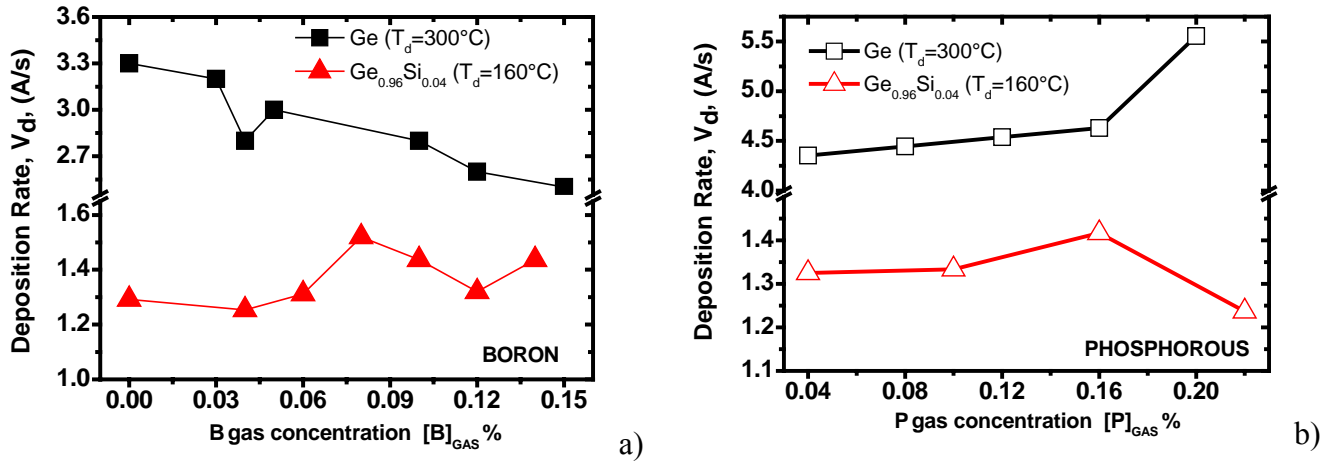 Deposition Rate, Vd, (A/s)
3.6
3.3
3.0
2.7
1.6
1.4
1.2
1.0
Ge (Td=300°C)
Ge0.96Si0.04 (Td=160°C)
BORON
0.00 0.03 0.06 0.09 0.12 0.15
B gas concentration [B]GAS %
a)
Deposition Rate, Vd, (A/s)
5.5
5.0
4.5
4.0
1.4
1.3
1.2
1.1
Ge (Td=300°C)
Ge0.96Si0.04 (Td=160°C)
PHOSPHOROUS
0.04 0.08 0.12 0.16 0.20
P gas concentration [P]GAS %
b)